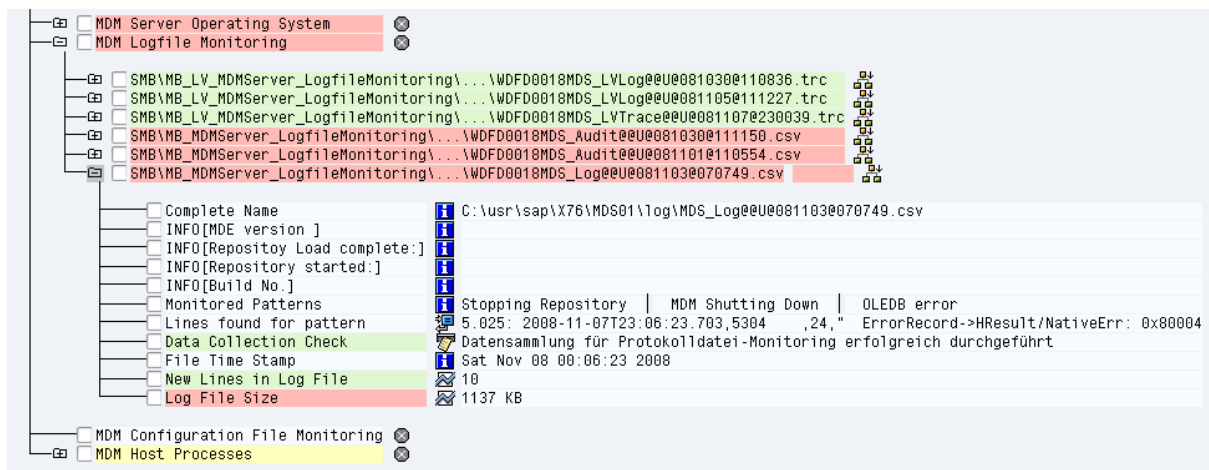 MDM Server Operating System
MDM Logfile Monitoring
SMB\MB_LV_MDMServer_LogfileMonitoring\...\WDFD0018MDS_LVLog@@U@081030@110836.trc
SMB\MB_LV_MDMServer_LogfileMonitoring\...\WDFD0018MDS_LVLog@@U@081105@111227.trc
SMB\MB_LV_MDMServer_LogfileMonitoring\...\WDFD0018MDS_LVTrace@@U@081107@230039.trc
SMB\MB_MDMServer_LogfileMonitoring\...\WDFD0018MDS_Audit@@U@081030@111150.csv
SMB\MB_MDMServer_LogfileMonitoring\...\WDFD0018MDS_Audit@@U@081101@110554.csv
SMB\MB_MDMServer_LogfileMonitoring\...\WDFD0018MDS_Log@@U@081103@070749.csv
Complete Name C:\usr\sap\X76\MDS01\log\MDS_Log@@U@081103@070749.csv
INFO[MDE version ]
INFO[Repositoy Load complete:]
INFO[Repository started:]
INFO[Build No.]
Monitored Patterns Stopping Repository | MDM Shutting Down | OLEDB error
Lines found for pattern 5.025: 2008-11-07T23:06:23.703,5304 ,24," ErrorRecord->HResult/NativeErr: 0x80004
Data Collection Check Datensammlung für Protokolldatei-Monitoring erfolgreich durchgeführt
File Time Stamp Sat Nov 08 00:06:23 2008
New Lines in Log File 10
Log File Size 1137 KB
MDM Configuration File Monitoring
MDM Host Processes